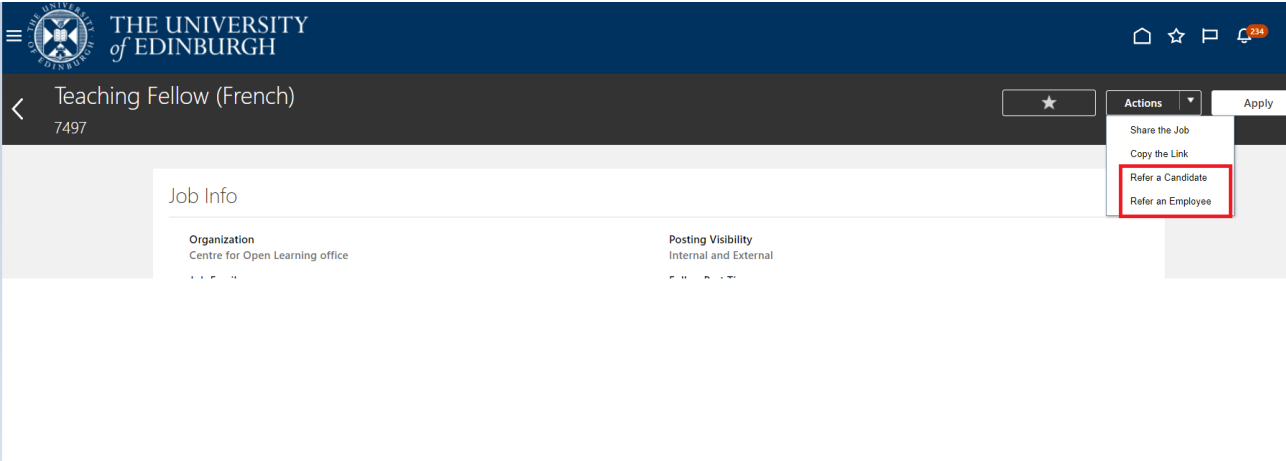 THE UNIVERSITY
of EDINBURGH
234
Teaching Fellow (French)
7497
Actions
Apply
Share the Job
Copy the Link
Refer a Candidate
Refer an Employee
Job Info
Organization
Centre for Open Learning office
Posting Visibility
Internal and External